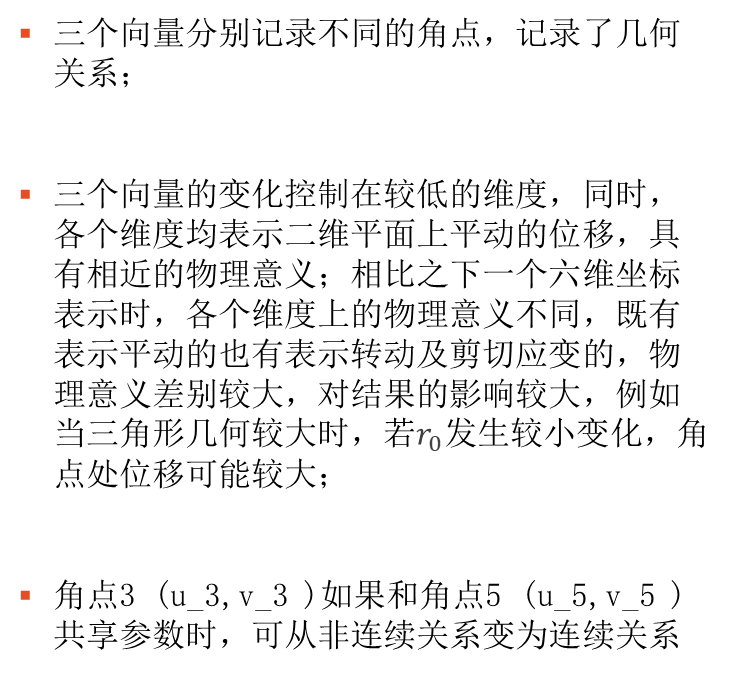 ▪ 三个向量分别记录不同的角点，记录了几何
关系；
▪ 三个向量的变化控制在较低的维度，同时，
各个维度均表示二维平面上平动的位移，具
有相近的物理意义；相比之下一个六维坐标
表示时，各个维度上的物理意义不同，既有
表示平动的也有表示转动及剪切应变的，物
理意义差别较大，对结果的影响较大，例如
当三角形几何较大时，若r₀发生较小变化，角
点处位移可能较大；
▪ 角点3 (u_3,v_3 )如果和角点5 (u_5,v_5 )
共享参数时，可从非连续关系变为连续关系